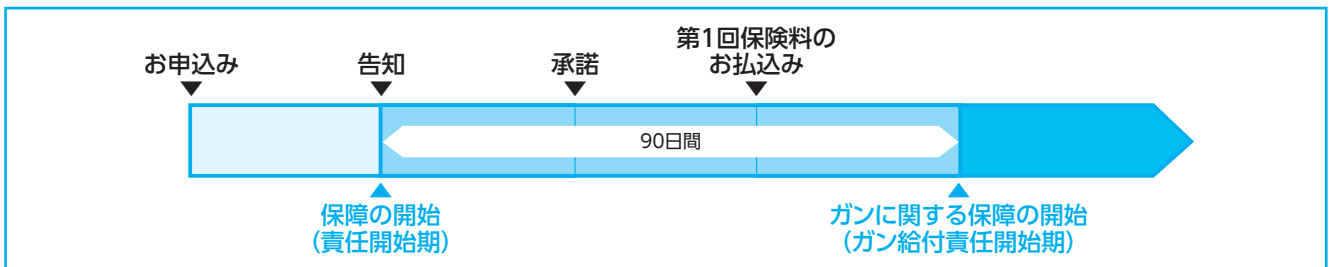 お申込み
告知
承諾
第1回保険料の
お払込み
90日間
保障の開始
(責任開始期)
ガンに関する保障の開始
(ガン給付責任開始期)